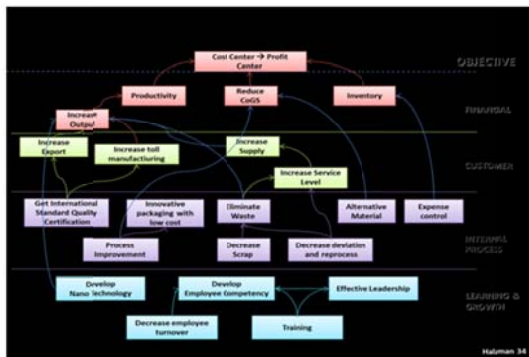 Cost Center → Profit
Center
OBJECTIVE
Productivity
Reduce
CoGS
Inventory
FINANCIAL
Increase
Output
Increase
Export
Increase toll
manufacturing
Increase
Supply
CUSTOMER
Increase Service
Level
Get International
Standard Quality
Certification
Innovative
packaging with
low cost
Eliminate
Waste
Alternative
Material
Expense
control
Process
Improvement
Decrease
Scrap
Decrease deviation
and reprocess
INTERNAL
PROCESS
Develop
Nano Technology
Develop
Employee Competency
Effective Leadership
LEARNING &
GROWTH
Decrease employee
turnover
Training
Halzman 34